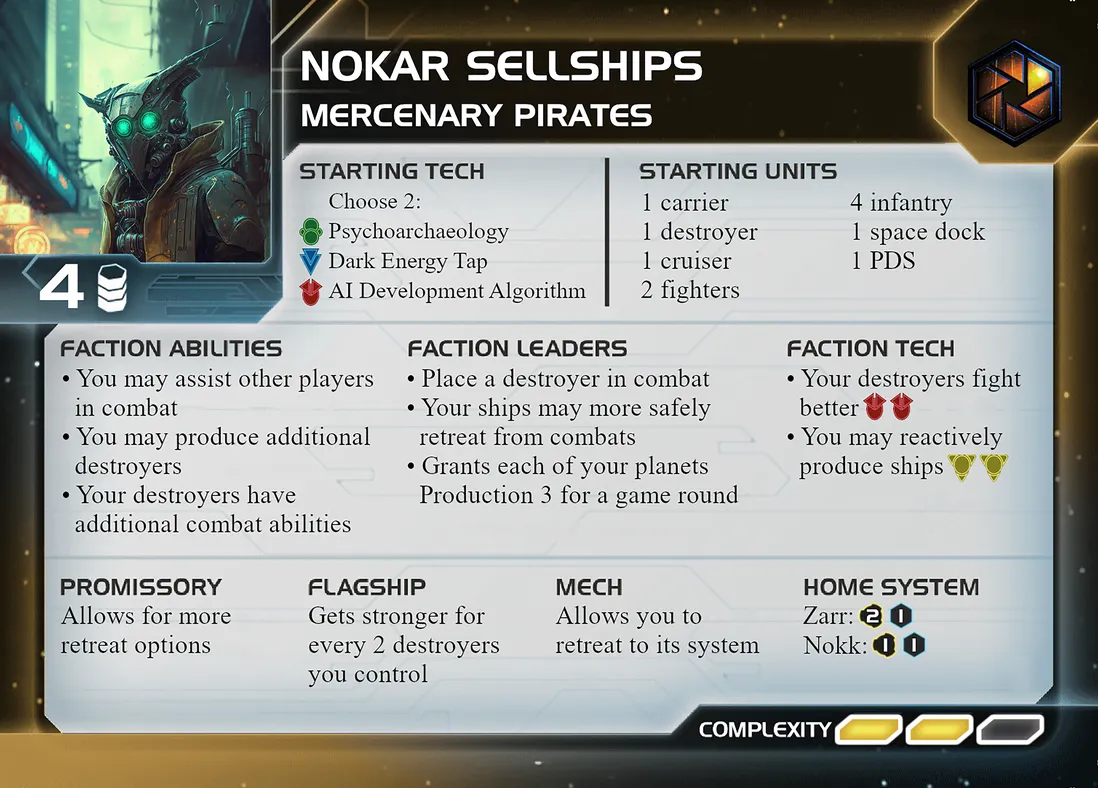 NOKAR SELLSHIPS
MERCENARY PIRATES
4
STARTING TECH
Choose 2:
Psychoarchaeology
Dark Energy Tap
AI Development Algorithm
STARTING UNITS
1 carrier
1 destroyer
1 cruiser
2 fighters
4 infantry
1 space dock
1 PDS
FACTION ABILITIES
• You may assist other players
in combat
• You may produce additional
destroyers
• Your destroyers have
additional combat abilities
FACTION LEADERS
• Place a destroyer in combat
• Your ships may more safely
retreat from combats
• Grants each of your planets
Production 3 for a game round
FACTION TECH
• Your destroyers fight
better
• You may reactively
produce ships
PROMISSORY
Allows for more
retreat options
FLAGSHIP
Gets stronger for
every 2 destroyers
you control
MECH
Allows you to
retreat to its system
HOME SYSTEM
Zarr: 2 1
Nokk: 1 1
COMPLEXITY